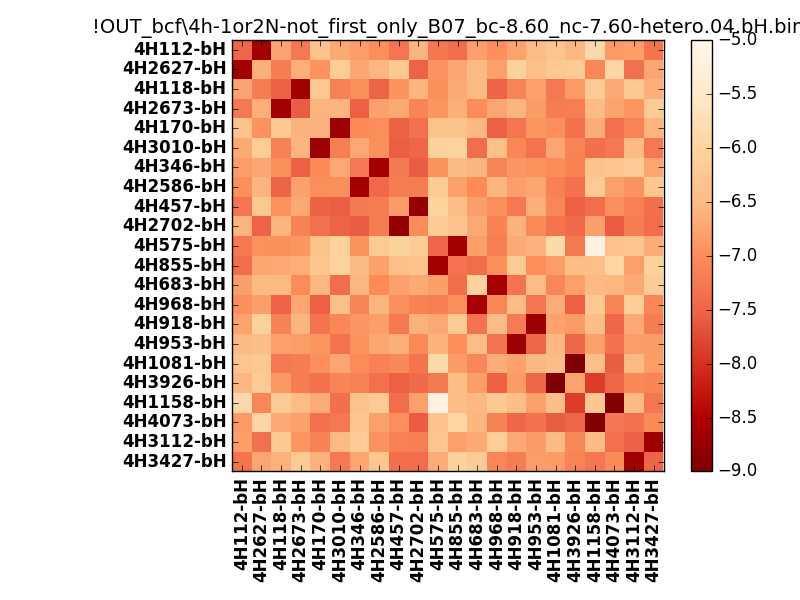 !OUT_bcf\4h-1or2N-not_first_only_B07_bc-8.60_nc-7.60-hetero.04.bH.bin
4H112-bH
4H2627-bH
4H118-bH
4H2673-bH
4H170-bH
4H3010-bH
4H346-bH
4H2586-bH
4H457-bH
4H2702-bH
4H575-bH
4H855-bH
4H683-bH
4H968-bH
4H918-bH
4H953-bH
4H1081-bH
4H3926-bH
4H1158-bH
4H4073-bH
4H3112-bH
4H3427-bH
4H112-bH
4H2627-bH
4H118-bH
4H2673-bH
4H170-bH
4H3010-bH
4H346-bH
4H2586-bH
4H457-bH
4H2702-bH
4H575-bH
4H855-bH
4H683-bH
4H968-bH
4H918-bH
4H953-bH
4H1081-bH
4H3926-bH
4H1158-bH
4H4073-bH
4H3112-bH
4H3427-bH
−5.0
−5.5
−6.0
−6.5
−7.0
−7.5
−8.0
−8.5
−9.0